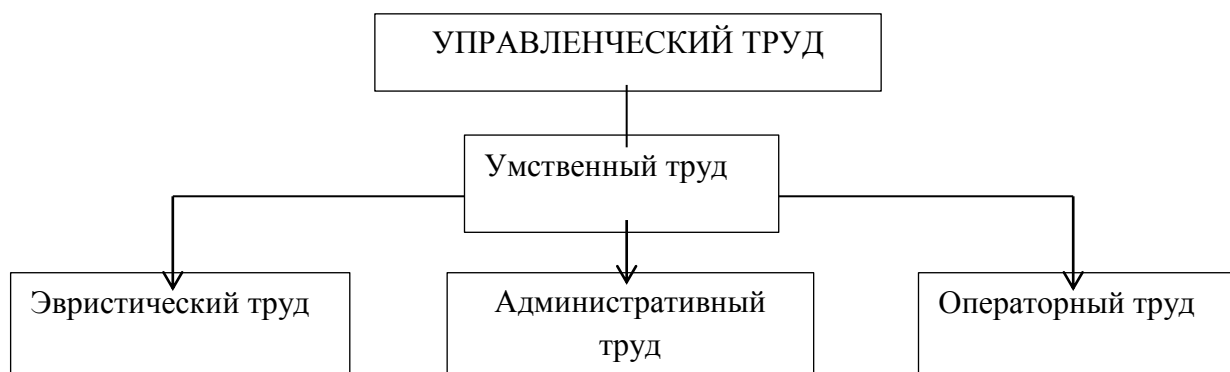 УПРАВЛЕНЧЕСКИЙ ТРУД
Умственный труд
Эвристический труд
Административный
труд
Операторный труд